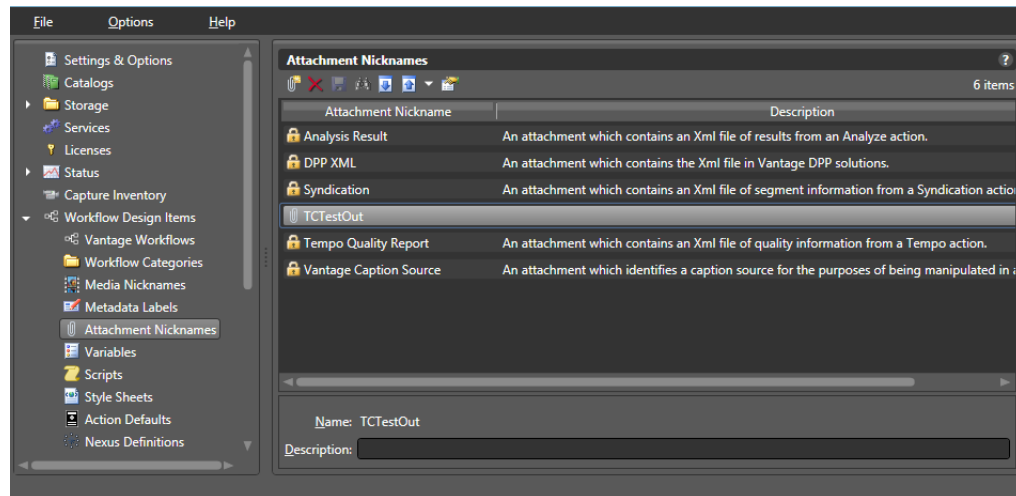 File Options Help
Settings & Options
Catalogs
Storage
Services
Licenses
Status
Capture Inventory
Workflow Design Items
Vantage Workflows
Workflow Categories
Media Nicknames
Metadata Labels
Attachment Nicknames
Variables
Scripts
Style Sheets
Action Defaults
Nexus Definitions
Attachment Nicknames ?
6 items
Attachment Nickname Description
Analysis Result An attachment which contains an Xml file of results from an Analyze action.
DPP XML An attachment which contains the Xml file in Vantage DPP solutions.
Syndication An attachment which contains an Xml file of segment information from a Syndication actio
TCTestOut
Tempo Quality Report An attachment which contains an Xml file of quality information from a Tempo action.
Vantage Caption Source An attachment which identifies a caption source for the purposes of being manipulated in a
Name: TCTestOut
Description: